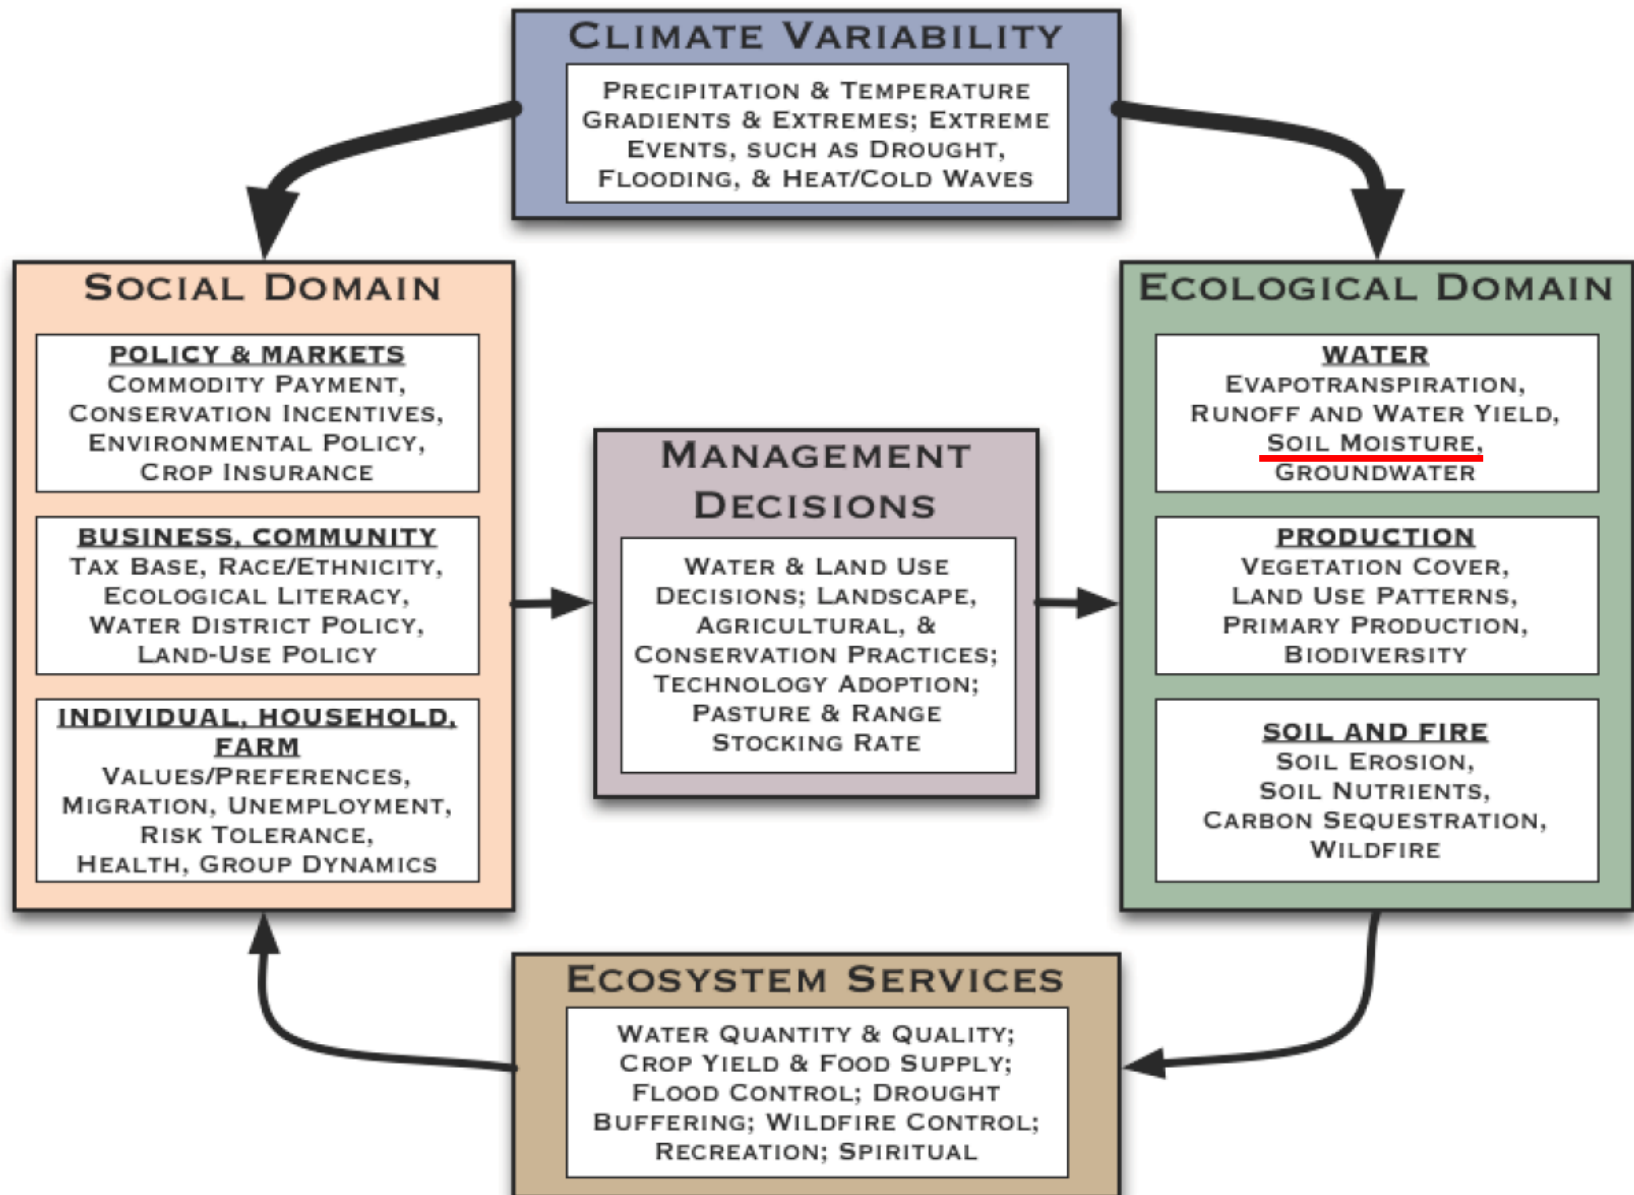 CLIMATE VARIABILITY
PRECIPITATION & TEMPERATURE
GRADIENTS & EXTREMES; EXTREME
EVENTS, SUCH AS DROUGHT,
FLOODING, & HEAT/COLD WAVES
SOCIAL DOMAIN
POLICY & MARKETS
COMMODITY PAYMENT,
CONSERVATION INCENTIVES,
ENVIRONMENTAL POLICY,
CROP INSURANCE
BUSINESS, COMMUNITY
TAX BASE, RACE/ETHNICITY,
ECOLOGICAL LITERACY,
WATER DISTRICT POLICY,
LAND-USE POLICY
INDIVIDUAL, HOUSEHOLD,
FARM
VALUES/PREFERENCES,
MIGRATION, UNEMPLOYMENT,
RISK TOLERANCE,
HEALTH, GROUP DYNAMICS
MANAGEMENT
DECISIONS
WATER & LAND USE
DECISIONS; LANDSCAPE,
AGRICULTURAL, &
CONSERVATION PRACTICES;
TECHNOLOGY ADOPTION;
PASTURE & RANGE
STOCKING RATE
ECOLOGICAL DOMAIN
WATER
EVAPOTRANSPIRATION,
RUNOFF AND WATER YIELD,
SOIL MOISTURE,
GROUNDWATER
PRODUCTION
VEGETATION COVER,
LAND USE PATTERNS,
PRIMARY PRODUCTION,
BIODIVERSITY
SOIL AND FIRE
SOIL EROSION,
SOIL NUTRIENTS,
CARBON SEQUESTRATION,
WILDFIRE
ECOSYSTEM SERVICES
WATER QUANTITY & QUALITY;
CROP YIELD & FOOD SUPPLY;
FLOOD CONTROL; DROUGHT
BUFFERING; WILDFIRE CONTROL;
RECREATION; SPIRITUAL